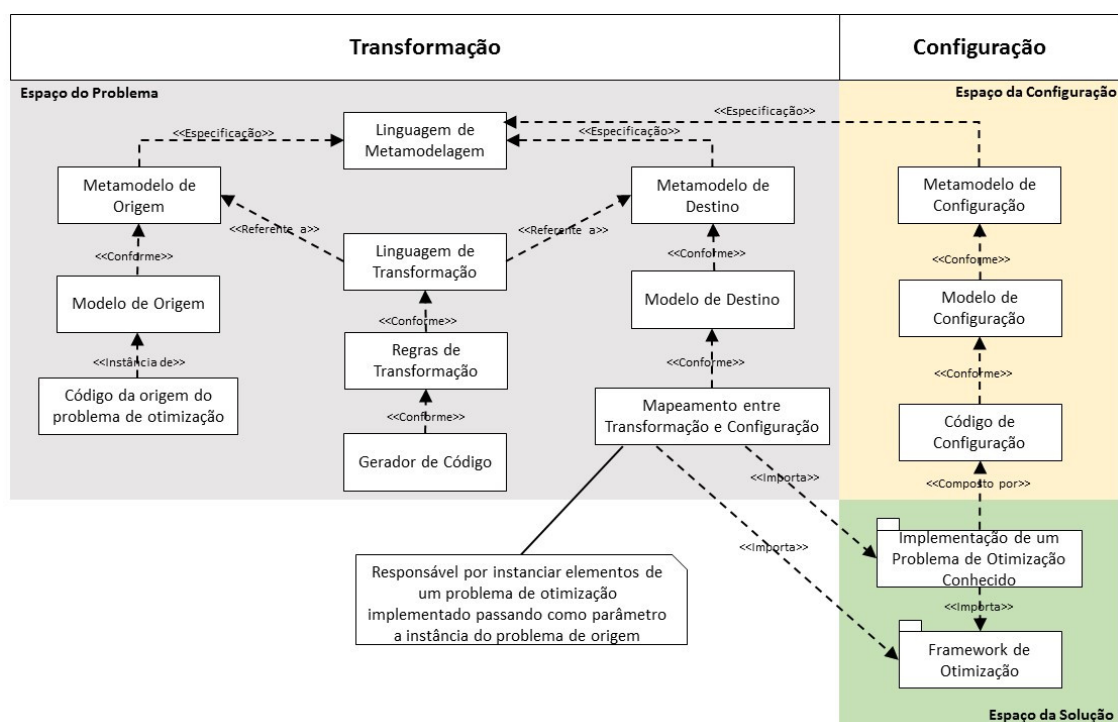 Transformação
Configuração
Espaço do Problema
Espaço da Configuração
<<Especificação>>
Linguagem de
Metamodelagem
<<Especificação>>
<<Especificação>>
Metamodelo de
Origem
Metamodelo de
Destino
Metamodelo de
Configuração
<<Referente a>>
<<Referente a>>
<<Conforme>>
Linguagem de
Transformação
<<Conforme>>
<<Conforme>>
Modelo de Origem
Modelo de Destino
Modelo de
Configuração
<<Conforme>>
<<Instância de>>
Regras de
Transformação
<<Conforme>>
<<Conforme>>
Código da origem do
problema de otimização
<<Conforme>>
Mapeamento entre
Transformação e Configuração
Código de
Configuração
Gerador de Código
<<Importa>>
<<Composto por>>
<<Importa>>
Implementação de um
Problema de Otimização
Conhecido
Responsável por instanciar elementos de
um problema de otimização
implementado passando como parâmetro
a instância do problema de origem
<<Importa>>
Framework de
Otimização
Espaço da Solução